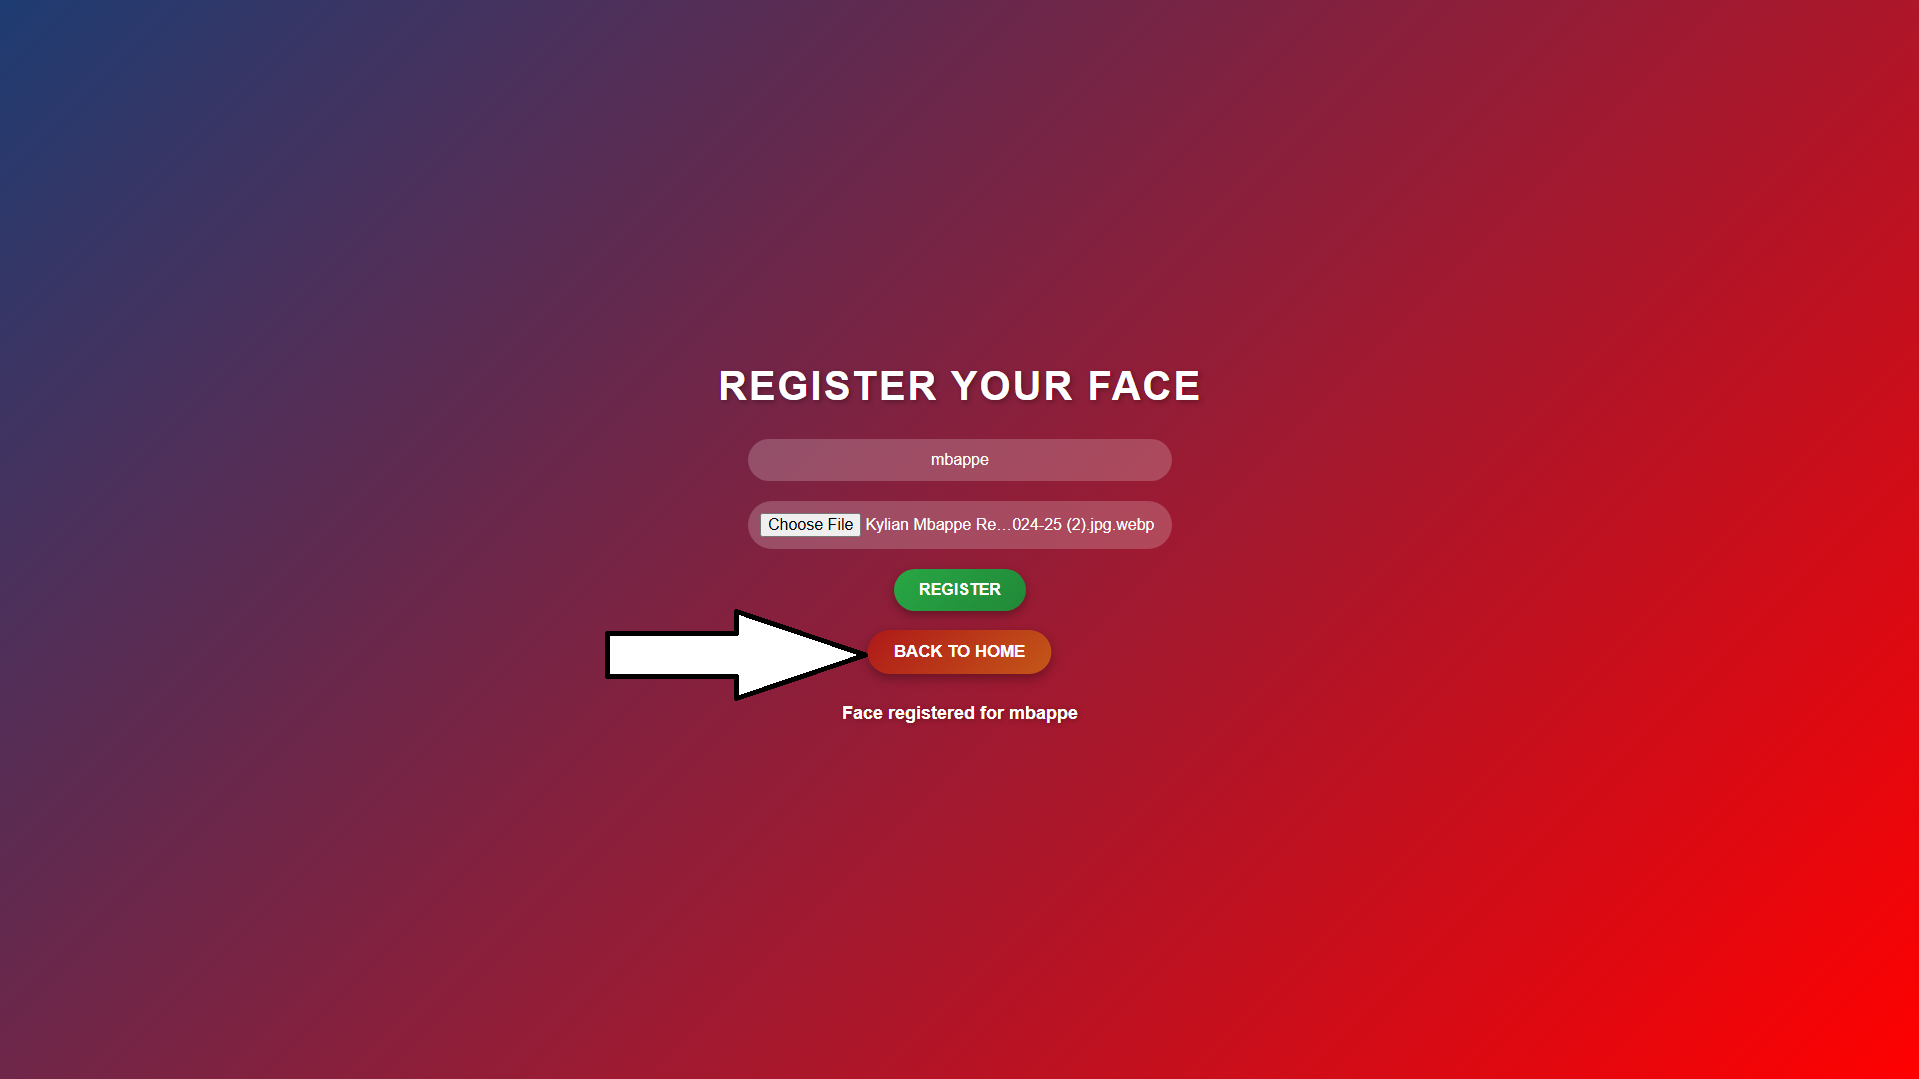 REGISTER YOUR FACE
mbappe
Choose File Kylian Mbappe Re...024-25 (2).jpg.webp
REGISTER
BACK TO HOME
Face registered for mbappe